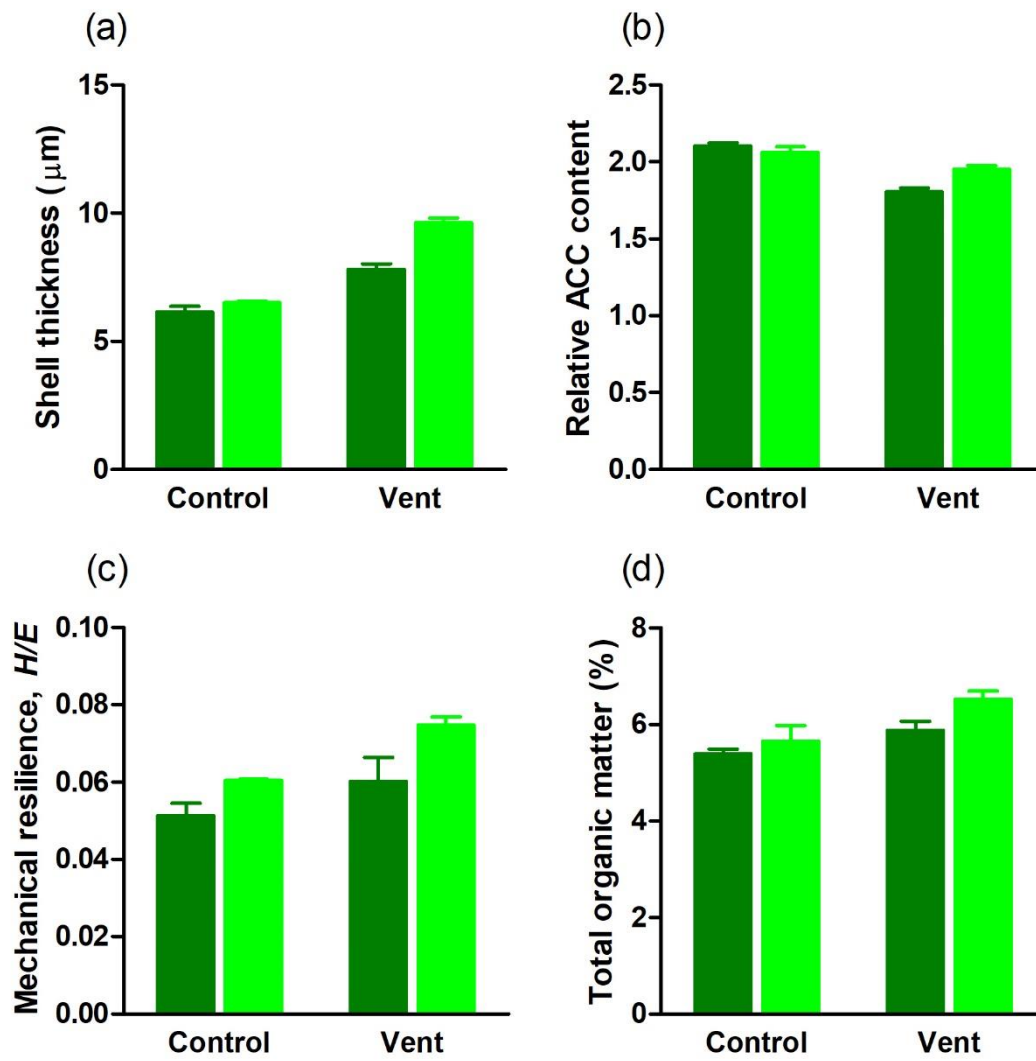 (a)
Shell thickness (μm)
15
10
5
0
Control Vent
(b)
Relative ACC content
2.5
2.0
1.5
1.0
0.5
0.0
Control Vent
(c)
Mechanical resilience, H/E
0.10
0.08
0.06
0.04
0.02
0.00
Control Vent
(d)
Total organic matter (%)
8
6
4
2
0
Control Vent